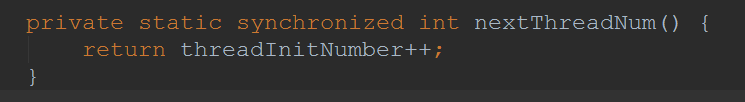 private static synchronized int nextThreadNum() {
    return threadInitNumber++;
}